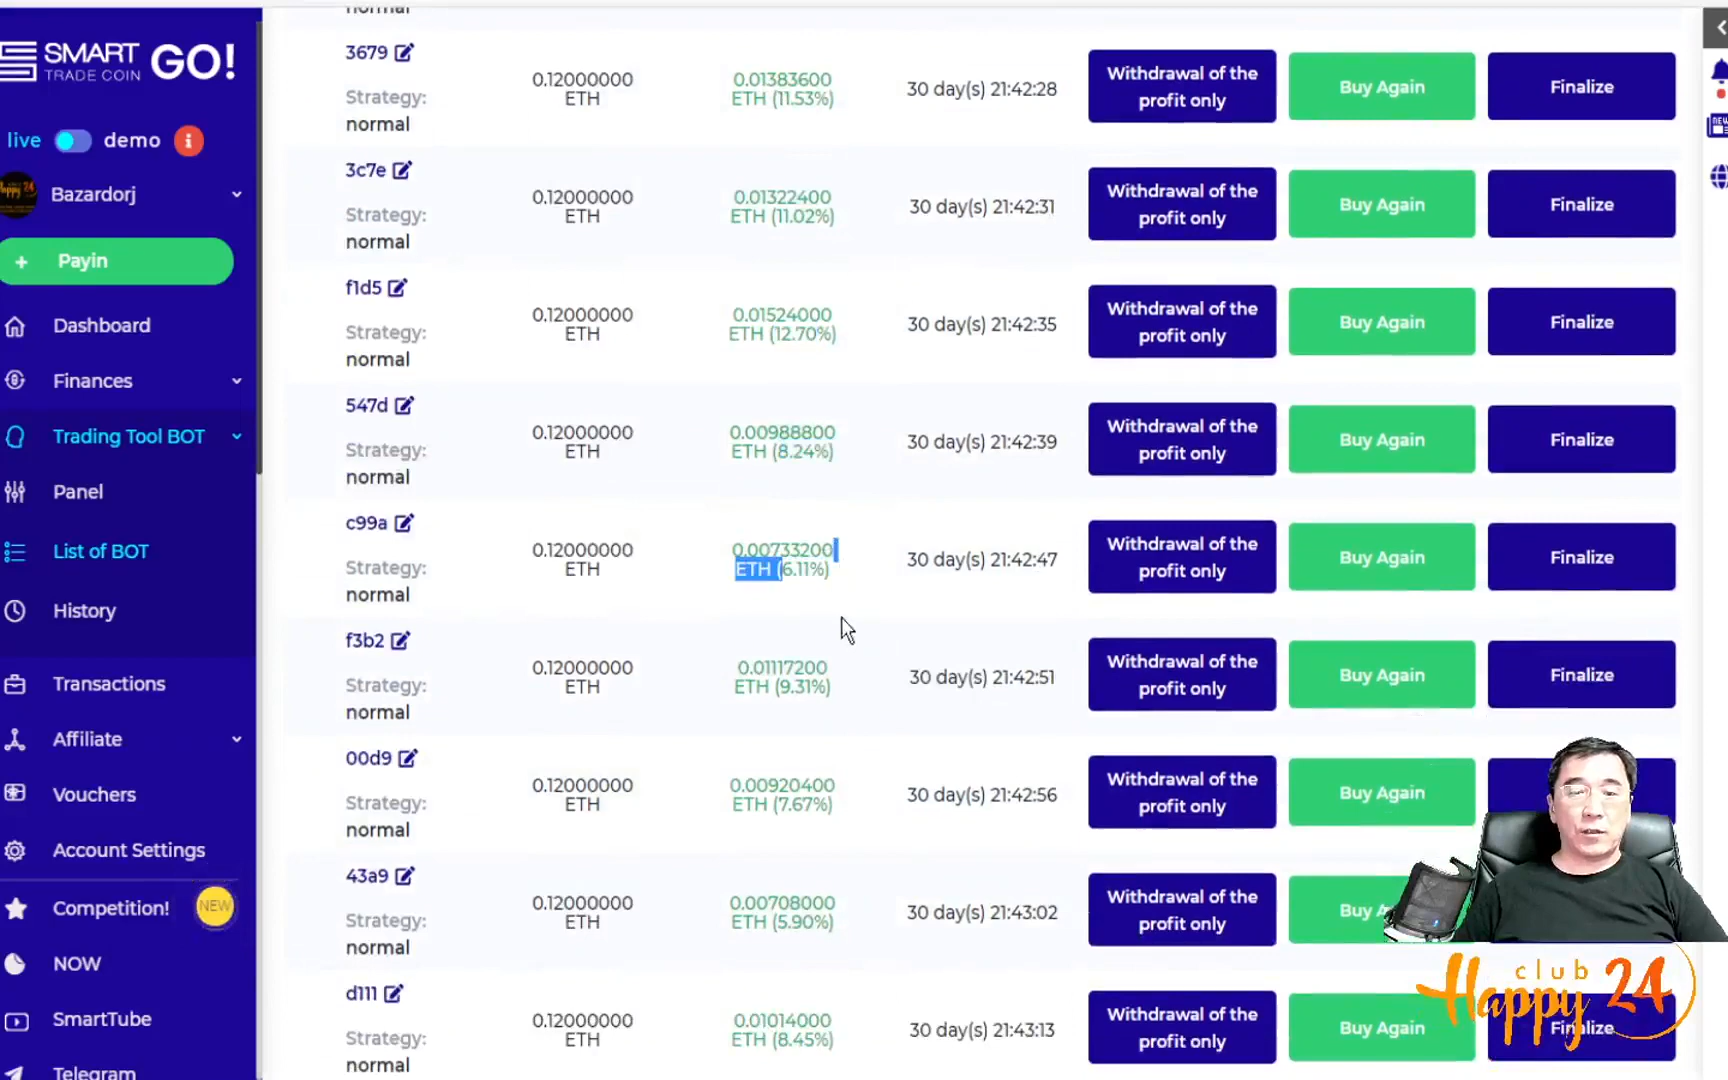 normal
SMART
TRADE COIN
GO!
live demo
Bazardorj
+ Payin
Dashboard
Finances
Trading Tool BOT
Panel
List of BOT
History
Transactions
Affiliate
Vouchers
Account Settings
Competition! NEW
NOW
SmartTube
Telegram
3679
Strategy:
normal
0.12000000
ETH
0.01383600
ETH (11.53%)
30 day(s) 21:42:28
Withdrawal of the
profit only
Buy Again
Finalize
3c7e
Strategy:
normal
0.12000000
ETH
0.01322400
ETH (11.02%)
30 day(s) 21:42:31
Withdrawal of the
profit only
Buy Again
Finalize
f1d5
Strategy:
normal
0.12000000
ETH
0.01524000
ETH (12.70%)
30 day(s) 21:42:35
Withdrawal of the
profit only
Buy Again
Finalize
547d
Strategy:
normal
0.12000000
ETH
0.00988800
ETH (8.24%)
30 day(s) 21:42:39
Withdrawal of the
profit only
Buy Again
Finalize
c99a
Strategy:
normal
0.12000000
ETH
0.00733200
ETH (6.11%)
30 day(s) 21:42:47
Withdrawal of the
profit only
Buy Again
Finalize
f3b2
Strategy:
normal
0.12000000
ETH
0.01117200
ETH (9.31%)
30 day(s) 21:42:51
Withdrawal of the
profit only
Buy Again
Finalize
00d9
Strategy:
normal
0.12000000
ETH
0.00920400
ETH (7.67%)
30 day(s) 21:42:56
Withdrawal of the
profit only
Buy Again
43a9
Strategy:
normal
0.12000000
ETH
0.00708000
ETH (5.90%)
30 day(s) 21:43:02
Withdrawal of the
profit only
Buy
d111
Strategy:
normal
0.12000000
ETH
0.01014000
ETH (8.45%)
30 day(s) 21:43:13
Withdrawal of the
profit only
Buy Again
Finalize
club
Happy 24
NEW